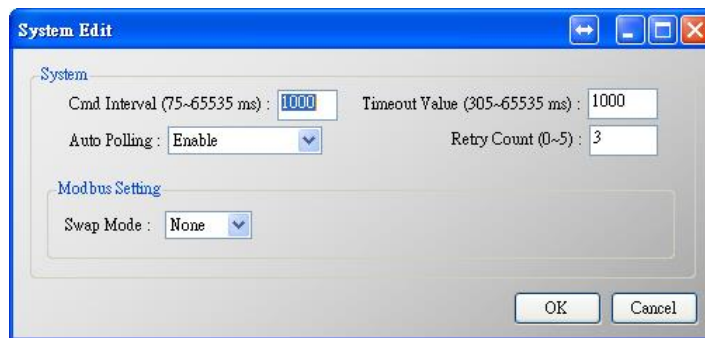 System Edit
System
Cmd Interval (75~65535 ms) : 1000 Timeout Value (305~65535 ms) : 1000
Auto Polling : Enable Retry Count (0~5) : 3
Modbus Setting
Swap Mode : None
OK Cancel